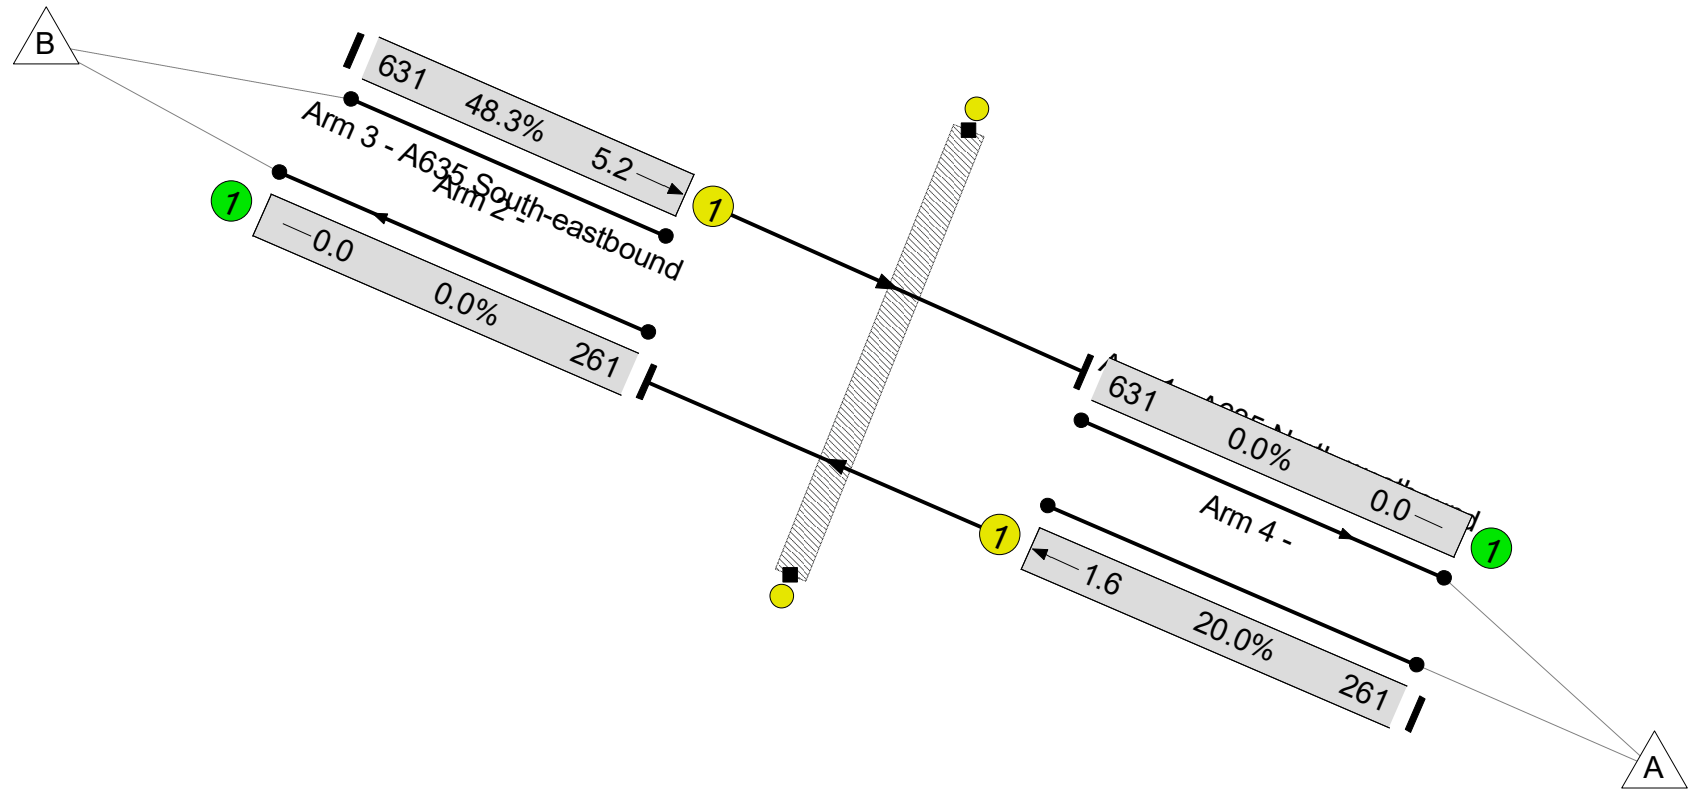 B
631 48.3% 5.2
Arm 3 - A635 South-eastbound
1
Arm 2 -
1
0.0 0.0% 261
631 0.0% 0.0
1
Arm 4 -
1
1.6 20.0% 261
A